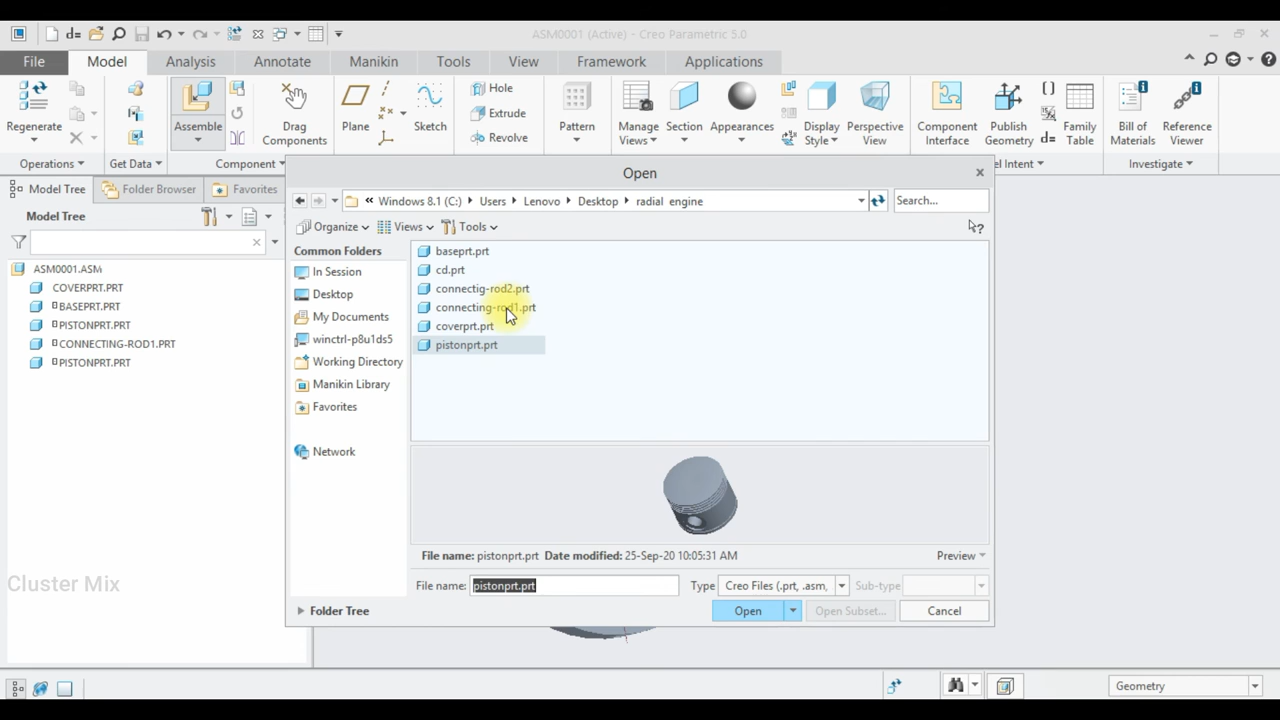 ASM0001 (Active) - Creo Parametric 5.0
File Model Analysis Annotate Manikin Tools View Framework Applications
Regenerate
Assemble
Drag Components
Plane
Sketch
Hole
Extrude
Revolve
Pattern
Manage Views
Section
Appearances
Display Style
Perspective View
Component Interface
Publish Geometry
Family Table
Bill of Materials
Reference Viewer
Operations Get Data Component el Intent Investigate
Model Tree Folder Browser Favorites
Model Tree
ASM0001.ASM
COVERPRT.PRT
BASEPRT.PRT
PISTONPRT.PRT
CONNECTING-ROD1.PRT
PISTONPRT.PRT
Cluster Mix
Open
« Windows 8.1 (C:) Users Lenovo Desktop radial engine
Search...
Organize Views Tools
Common Folders
In Session
Desktop
My Documents
winctrl-p8u1ds5
Working Directory
Manikin Library
Favorites
Network
baseprt.prt
cd.prt
connectig-rod2.prt
connecting-rod1.prt
coverprt.prt
pistonprt.prt
File name: pistonprt.prt Date modified: 25-Sep-20 10:05:31 AM
Preview
File name: pistonprt.prt
Type Creo Files (.prt, .asm,
Sub-type
Folder Tree
Open
Open Subset...
Cancel
Geometry